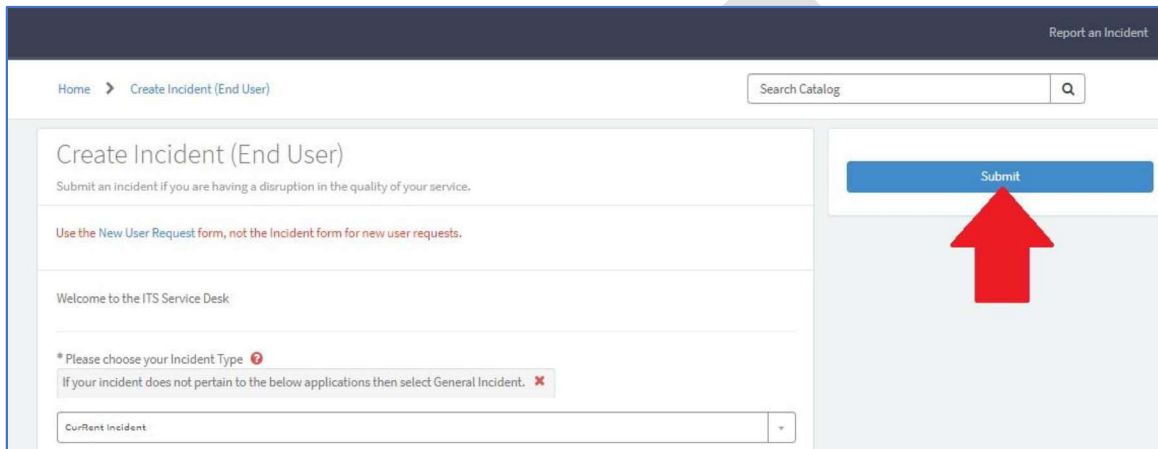 Report an Incident
Home > Create Incident (End User)
Search Catalog
Create Incident (End User)
Submit an incident if you are having a disruption in the quality of your service.
Submit
Use the New User Request form, not the Incident form for new user requests.
Welcome to the ITS Service Desk
* Please choose your Incident Type ?
If your incident does not pertain to the below applications then select General Incident. ✖
CurRent Incident